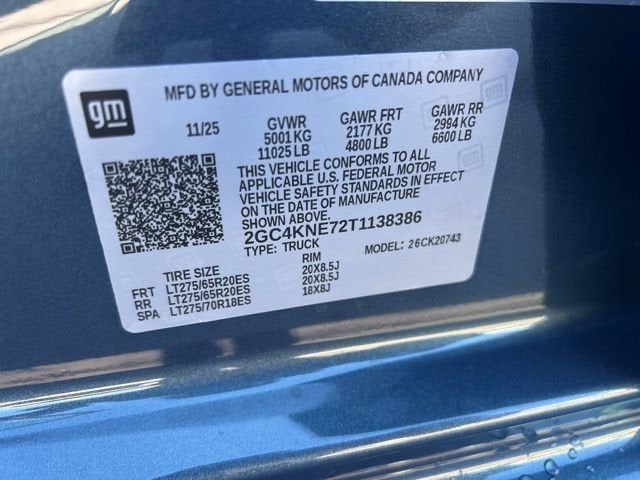 gm
MFD BY GENERAL MOTORS OF CANADA COMPANY
11/25 GVWR GAWR FRT GAWR RR
5001 KG 2177 KG 2994 KG
11025 LB 4800 LB 6600 LB
THIS VEHICLE CONFORMS TO ALL
APPLICABLE U.S. FEDERAL MOTOR
VEHICLE SAFETY STANDARDS IN EFFECT
ON THE DATE OF MANUFACTURE
SHOWN ABOVE.
2GC4KNE72T1138386
TYPE: TRUCK MODEL: 26CK20743
TIRE SIZE RIM
FRT LT275/65R20ES 20X8.5J
RR LT275/65R20ES 20X8.5J
SPA LT275/70R18ES 18X8J